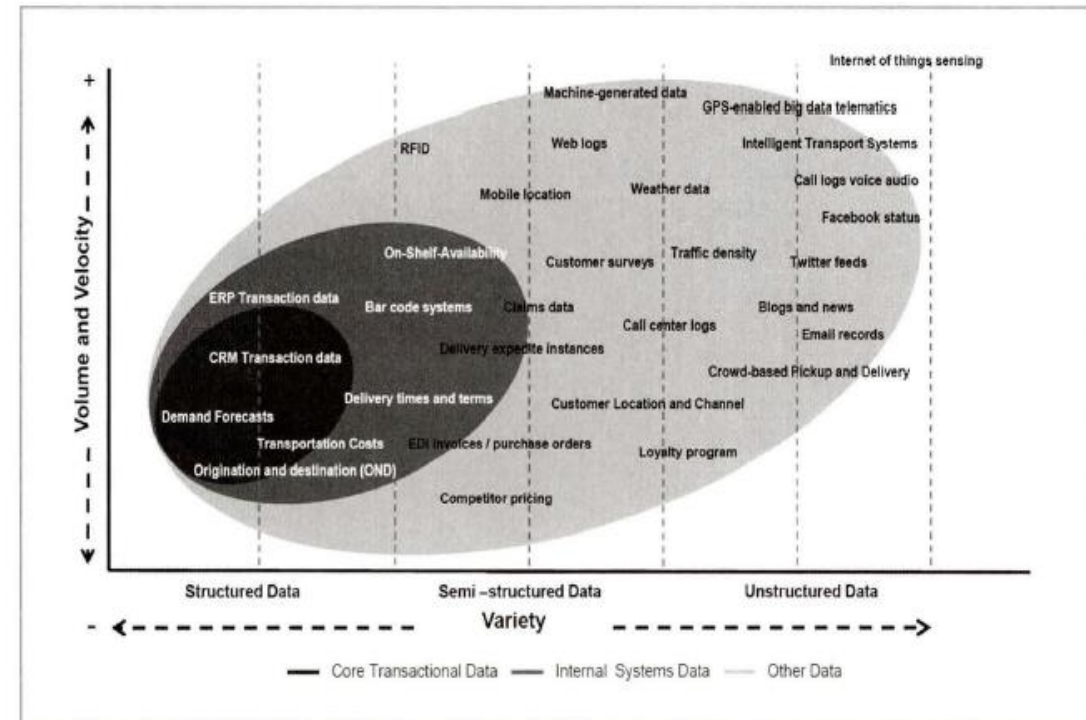 Internet of things sensing
+
Machine-generated data
GPS-enabled big data telematics
RFID
Web logs
Intelligent Transport Systems
Mobile location
Weather data
Call logs voice audio
Facebook status
On-Shelf-Availability
Customer surveys
Traffic density
Twitter feeds
ERP Transaction data
Bar code systems
Claims data
Blogs and news
Call center logs
Email records
CRM Transaction data
Delivery expedite instances
Crowd-based Pickup and Delivery
Delivery times and terms
Customer Location and Channel
Demand Forecasts
Transportation Costs
EDI invoices / purchase orders
Loyalty program
Origination and destination (OND)
Competitor pricing
Volume and Velocity
-
Structured Data
Semi –structured Data
Unstructured Data
-
Variety
+
Core Transactional Data
Internal Systems Data
Other Data